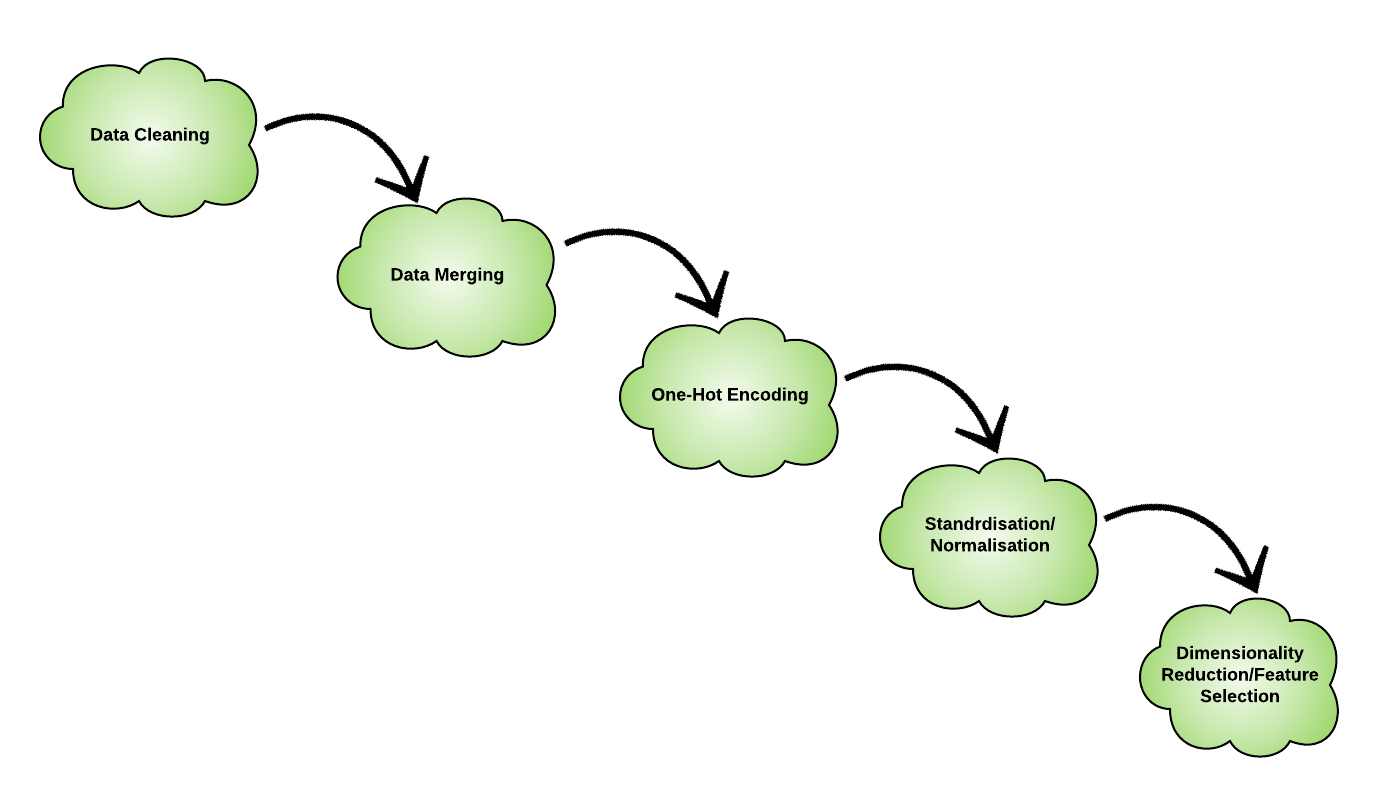 Data Cleaning
Data Merging
One-Hot Encoding
Standrdisation/
Normalisation
Dimensionality
Reduction/Feature
Selection